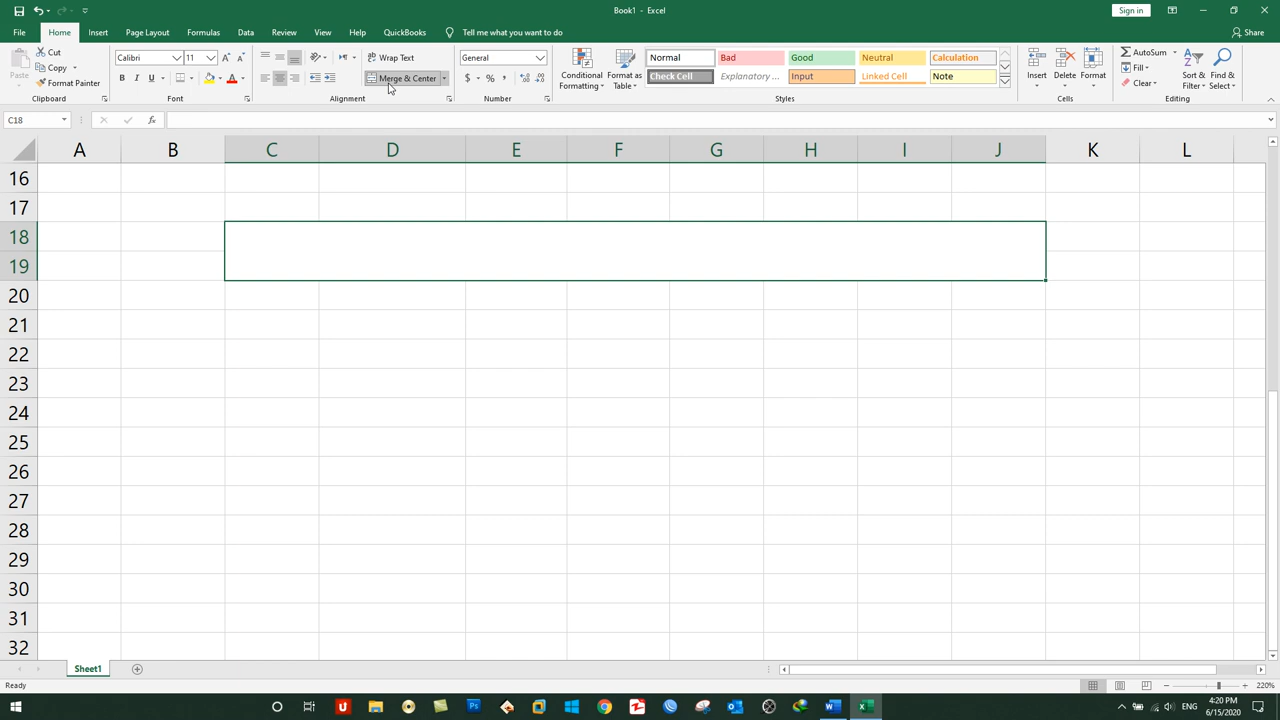 Book1 - Excel
Sign in
File Home Insert Page Layout Formulas Data Review View Help QuickBooks Tell me what you want to do Share
Paste
Cut
Copy
Format Painter
Clipboard
Calibri 11
B I U
Font
Wrap Text
Merge & Center
Alignment
General
$ % ,
Number
Conditional Formatting
Format as Table
Normal Bad Good Neutral Calculation
Check Cell Explanatory ... Input Linked Cell Note
Styles
Insert Delete Format
Cells
AutoSum
Fill
Clear
Sort & Filter
Find & Select
Editing
C18 fx
A B C D E F G H I J K L
16
17
18
19
20
21
22
23
24
25
26
27
28
29
30
31
32
Sheet1
Ready 220%
ENG 4:20 PM
6/15/2020